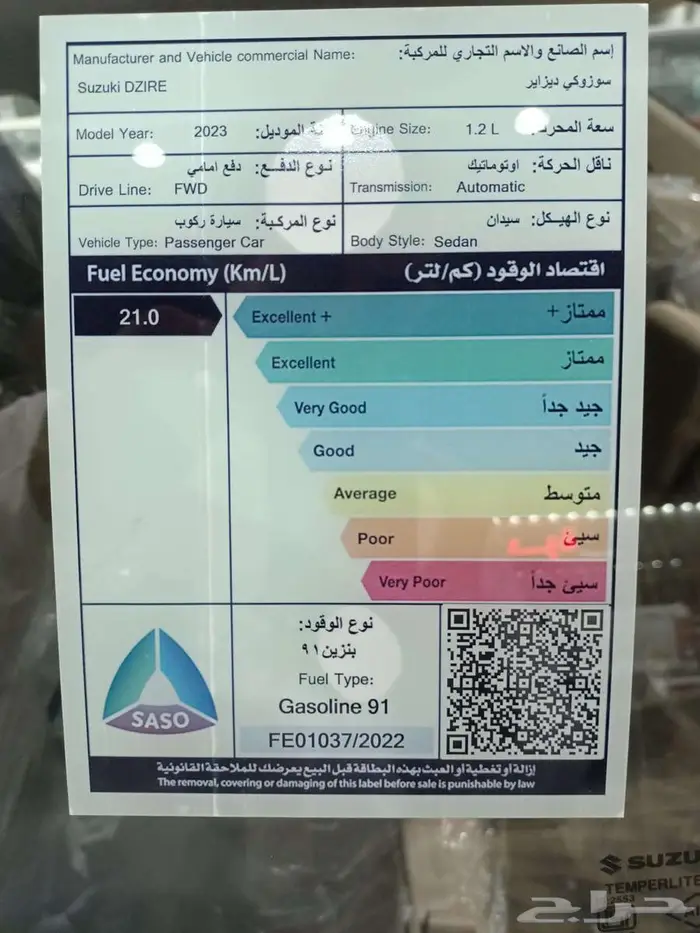 Manufacturer and Vehicle commercial Name: إسم الصانع والاسم التجاري للمركبة:
Suzuki DZIRE سوزوكي ديزاير
Model Year: 2023 الموديل:
Engine Size: 1.2 L سعة
Drive Line: FWD نوع الدفع: دفع امامي
Transmission: Automatic ناقل الحركة: اوتوماتيك
Vehicle Type: Passenger Car نوع المركبة: سيارة ركوب
Body Style: Sedan نوع الهيكل: سيدان
Fuel Economy (Km/L) اقتصاد الوقود (كم/لتر)
21.0
Excellent + ممتاز+
Excellent ممتاز
Very Good جيد جداً
Good جيد
Average متوسط
Poor سيئ
Very Poor سيئ جداً
SASO
نوع الوقود:
بنزين ٩١
Fuel Type:
Gasoline 91
FE01037/2022
إزالة أو تغطية أو العبث بهذه البطاقة قبل البيع يعرضك للملاحقة القانونية
The removal, covering or damaging of this label before sale is punishable by law
SUZU
TEMPERLITE
حراج